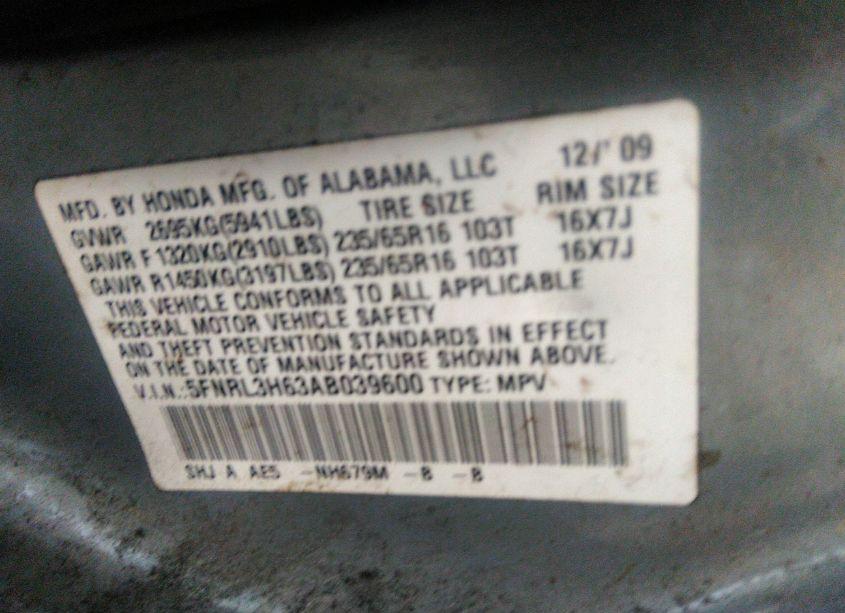 MFD. BY HONDA MFG. OF ALABAMA, LLC 12/ 09
GVWR 2695KG(5941LBS) TIRE SIZE RIM SIZE
GAWR F 1320KG(2910LBS) 235/65R16 103T 16X7J
GAWR R1450KG(3197LBS) 235/65R16 103T 16X7J
THIS VEHICLE CONFORMS TO ALL APPLICABLE
FEDERAL MOTOR VEHICLE SAFETY
AND THEFT PREVENTION STANDARDS IN EFFECT
ON THE DATE OF MANUFACTURE SHOWN ABOVE.
V.I.N.:5FNRL3H63AB039600 TYPE: MPV
SHJ A AE5 -NH679M -B -B